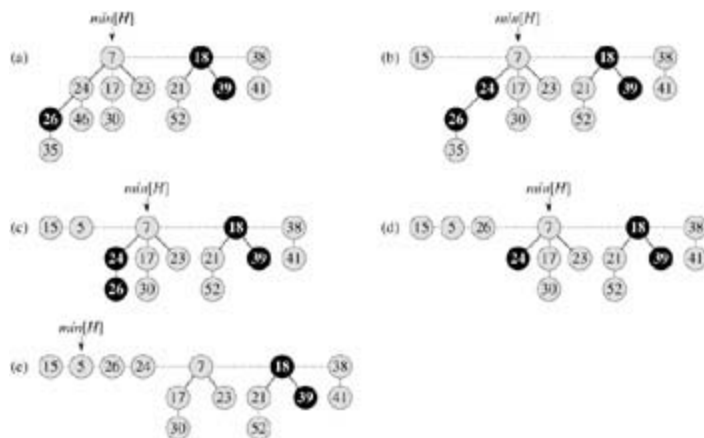 min[H]
(a) 7 18 38
24 17 23 21 39 41
26 46 30 52
35
min[H]
(b) 15 7 18 38
24 17 23 21 39 41
26 30 52
35
min[H]
(c) 15 5 7 18 38
24 17 23 21 39 41
26 30 52
min[H]
(d) 15 5 26 7 18 38
24 17 23 21 39 41
30 52
min[H]
(e) 15 5 26 24 7 18 38
17 23 21 39 41
30 52